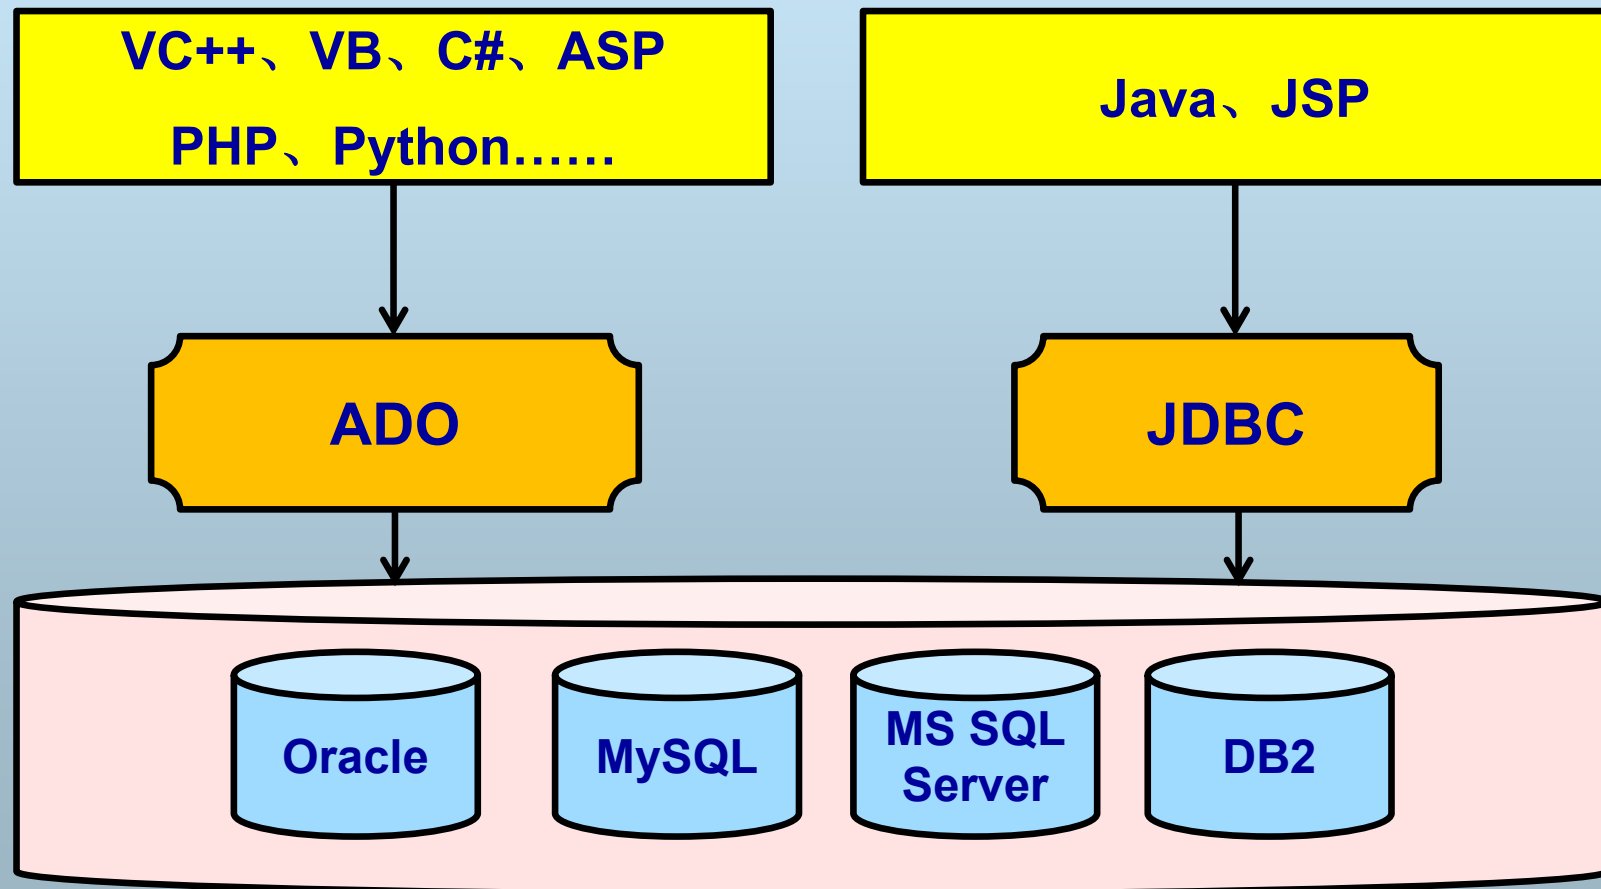 VC++、VB、C#、ASP
PHP、Python……
Java、JSP
ADO
JDBC
Oracle
MySQL
MS SQL
Server
DB2